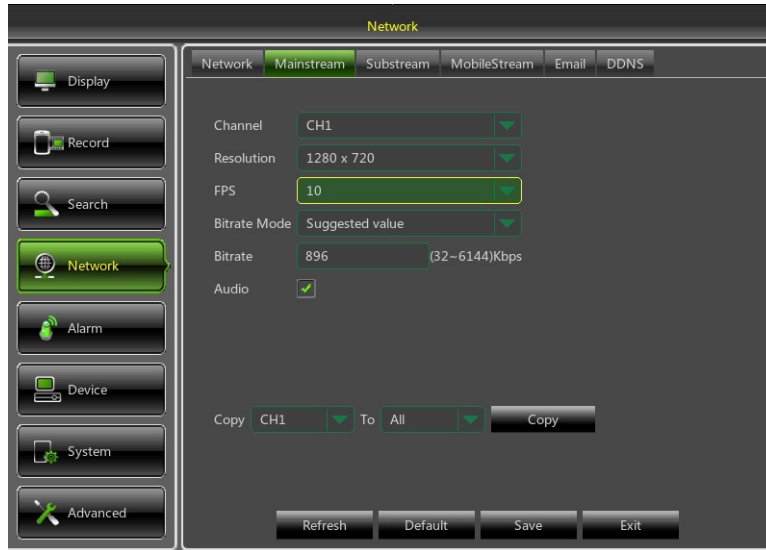 Network
Display
Record
Search
Network
Alarm
Device
System
Advanced
Network Mainstream Substream MobileStream Email DDNS
Channel CH1
Resolution 1280 x 720
FPS 10
Bitrate Mode Suggested value
Bitrate 896 (32~6144)Kbps
Audio
Copy CH1 To All Copy
Refresh Default Save Exit